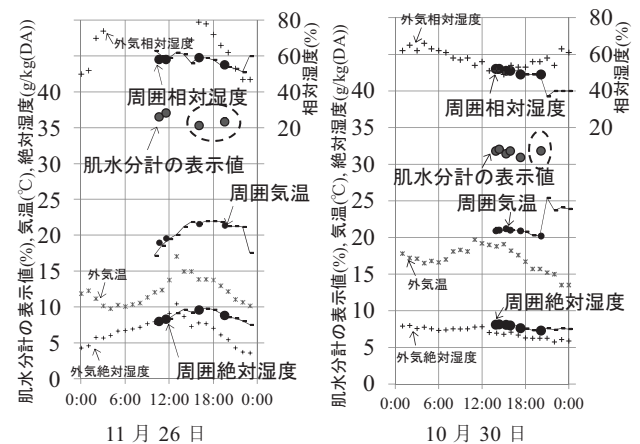 肌水分計の表示値(%), 気温(℃), 絶対湿度(g/kg(DA))
45
40
35
30
25
20
15
10
5
0
80
60
40
20
0
相対湿度(%)
外気相対湿度
周囲相対湿度
肌水分計の表示値
周囲気温
外気温
周囲絶対湿度
外気絶対湿度
0:00 6:00 12:00 18:00 0:00
11 月 26 日
肌水分計の表示値(%), 気温(℃), 絶対湿度(g/kg(DA))
45
40
35
30
25
20
15
10
5
0
80
60
40
20
0
相対湿度(%)
外気相対湿度
周囲相対湿度
肌水分計の表示値
周囲気温
外気温
周囲絶対湿度
外気絶対湿度
0:00 6:00 12:00 18:00 0:00
10 月 30 日